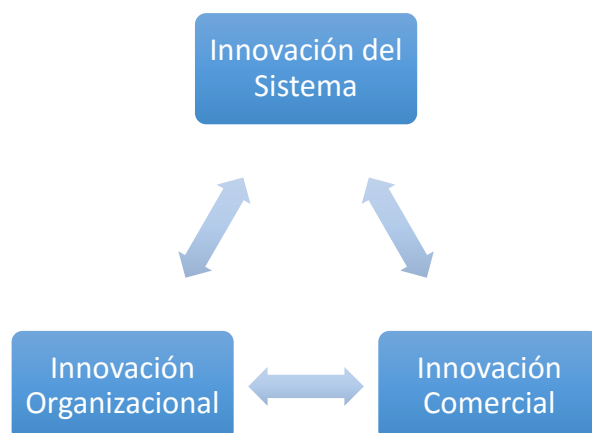 Innovación del
Sistema
Innovación
Organizacional
Innovación
Comercial